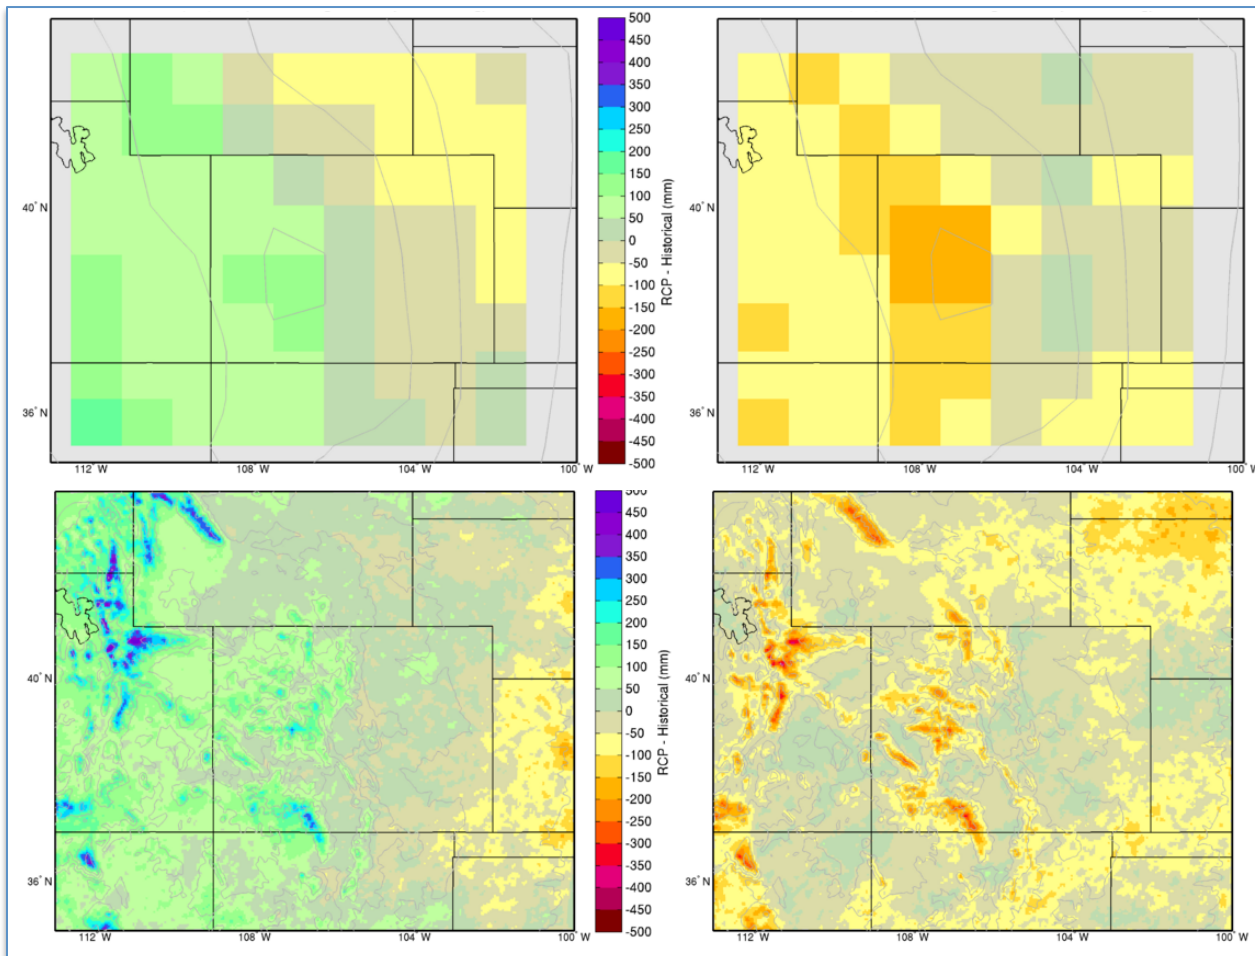 40° N
36° N
112° W
108° W
104° W
100° W
500
450
400
350
300
250
200
150
100
50
0
-50
-100
-150
-200
-250
-300
-350
-400
-450
-500
RCP - Historical (mm)
40° N
36° N
112° W
108° W
104° W
100° W
40° N
36° N
112° W
108° W
104° W
100° W
500
450
400
350
300
250
200
150
100
50
0
-50
-100
-150
-200
-250
-300
-350
-400
-450
-500
RCP - Historical (mm)
40° N
36° N
112° W
108° W
104° W
100° W